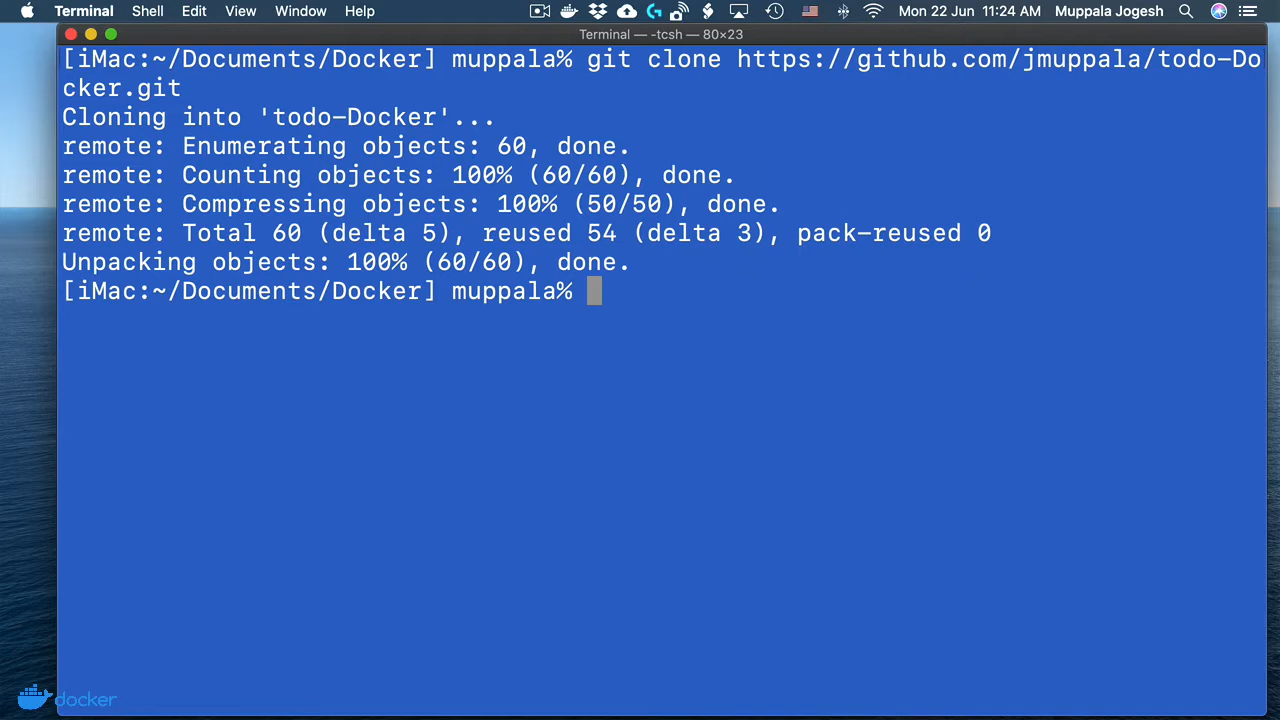 Terminal Shell Edit View Window Help Mon 22 Jun 11:24 AM Muppala Jogesh
Terminal — -tcsh — 80×23
[iMac:~/Documents/Docker] muppala% git clone https://github.com/jmuppala/todo-Do
cker.git
Cloning into 'todo-Docker'...
remote: Enumerating objects: 60, done.
remote: Counting objects: 100% (60/60), done.
remote: Compressing objects: 100% (50/50), done.
remote: Total 60 (delta 5), reused 54 (delta 3), pack-reused 0
Unpacking objects: 100% (60/60), done.
[iMac:~/Documents/Docker] muppala%
docker